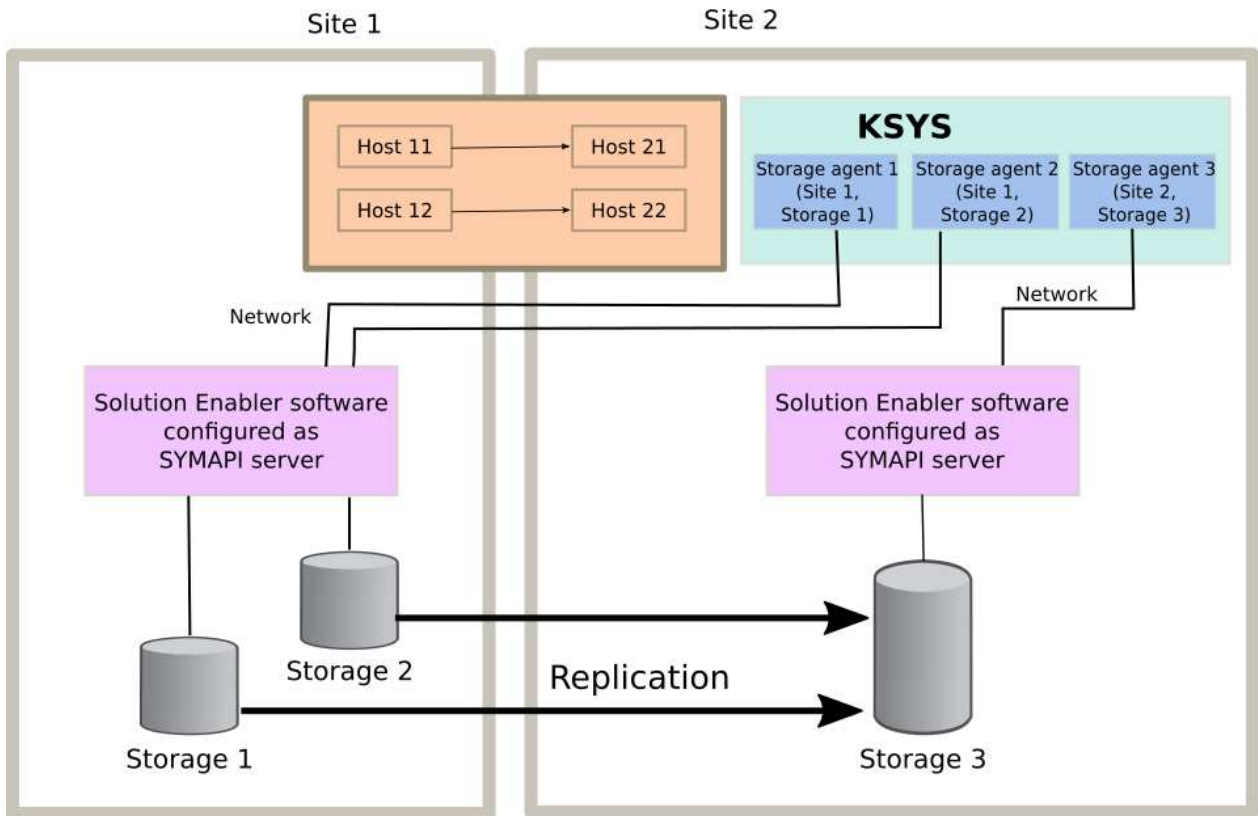 Site 1
Site 2
Host 11
Host 21
Host 12
Host 22
KSYS
Storage agent 1
(Site 1,
Storage 1)
Storage agent 2
(Site 1,
Storage 2)
Storage agent 3
(Site 2,
Storage 3)
Network
Network
Solution Enabler software
configured as
SYMAPI server
Solution Enabler software
configured as
SYMAPI server
Storage 2
Replication
Storage 1
Storage 3